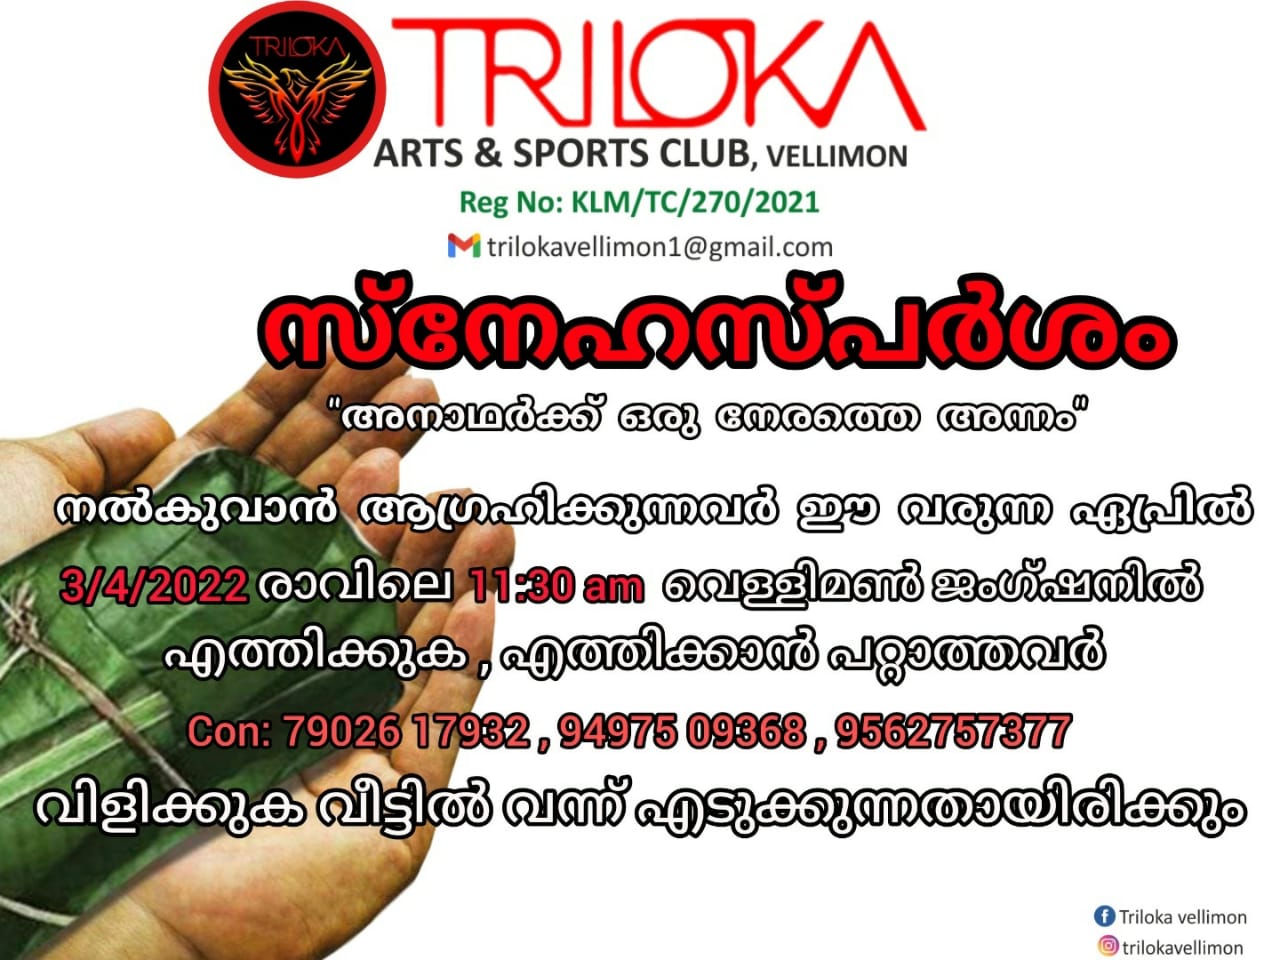 TRILOKA
TRILOKA
ARTS & SPORTS CLUB, VELLIMON
Reg No: KLM/TC/270/2021
trilokavellimon1@gmail.com
സ്നേഹസ്പർശം
"അനാഥർക്ക് ഒരു നേരത്തെ അന്നം"
നൽകുവാൻ ആഗ്രഹിക്കുന്നവർ ഈ വരുന്ന ഏപ്രിൽ
3/4/2022 രാവിലെ 11:30 am വെള്ളിമൺ ജംഗ്ഷനിൽ
എത്തിക്കുക , എത്തിക്കാൻ പറ്റാത്തവർ
Con: 79026 17932 , 94975 09368 , 9562757377
വിളിക്കുക വീട്ടിൽ വന്ന് എടുക്കുന്നതായിരിക്കും
Triloka vellimon
trilokavellimon